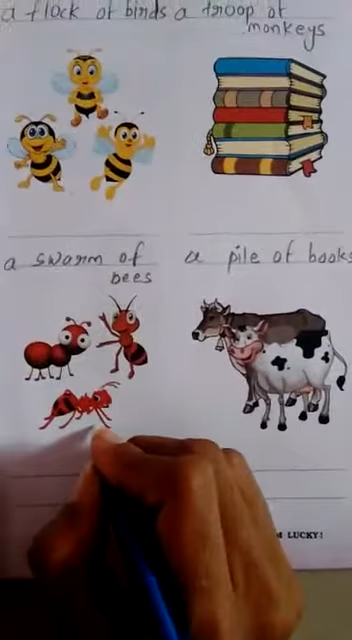 a flock of birds a troop of
monkeys
a swarm of
bees
a pile of books
LUCKY!